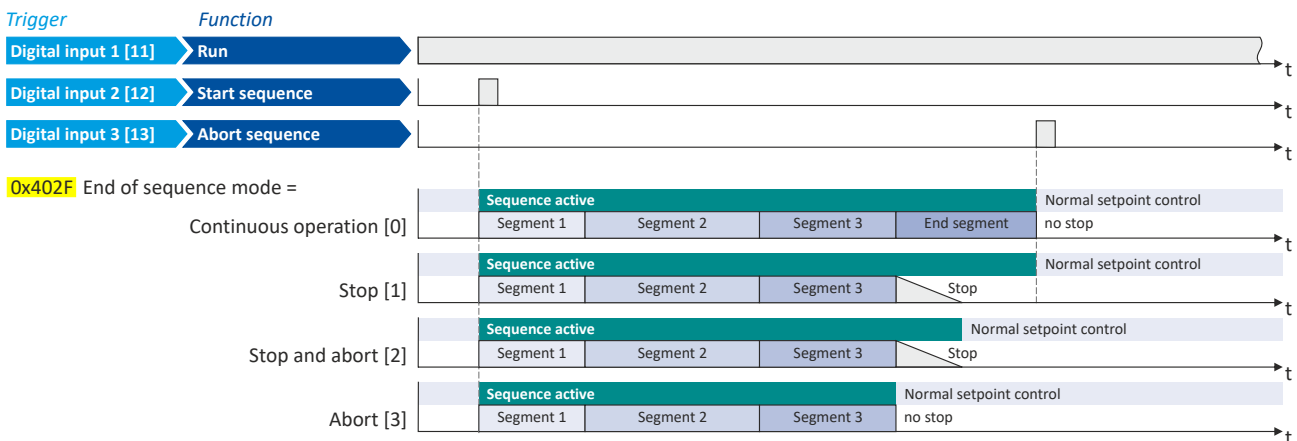 Trigger Function
Digital input 1 [11] Run
t
Digital input 2 [12] Start sequence
t
Digital input 3 [13] Abort sequence
t
0x402F End of sequence mode =
Sequence active Normal setpoint control
Continuous operation [0] Segment 1 Segment 2 Segment 3 End segment no stop
t
Sequence active Normal setpoint control
Stop [1] Segment 1 Segment 2 Segment 3 Stop
t
Sequence active Normal setpoint control
Stop and abort [2] Segment 1 Segment 2 Segment 3 Stop
t
Sequence active Normal setpoint control
Abort [3] Segment 1 Segment 2 Segment 3 no stop
t